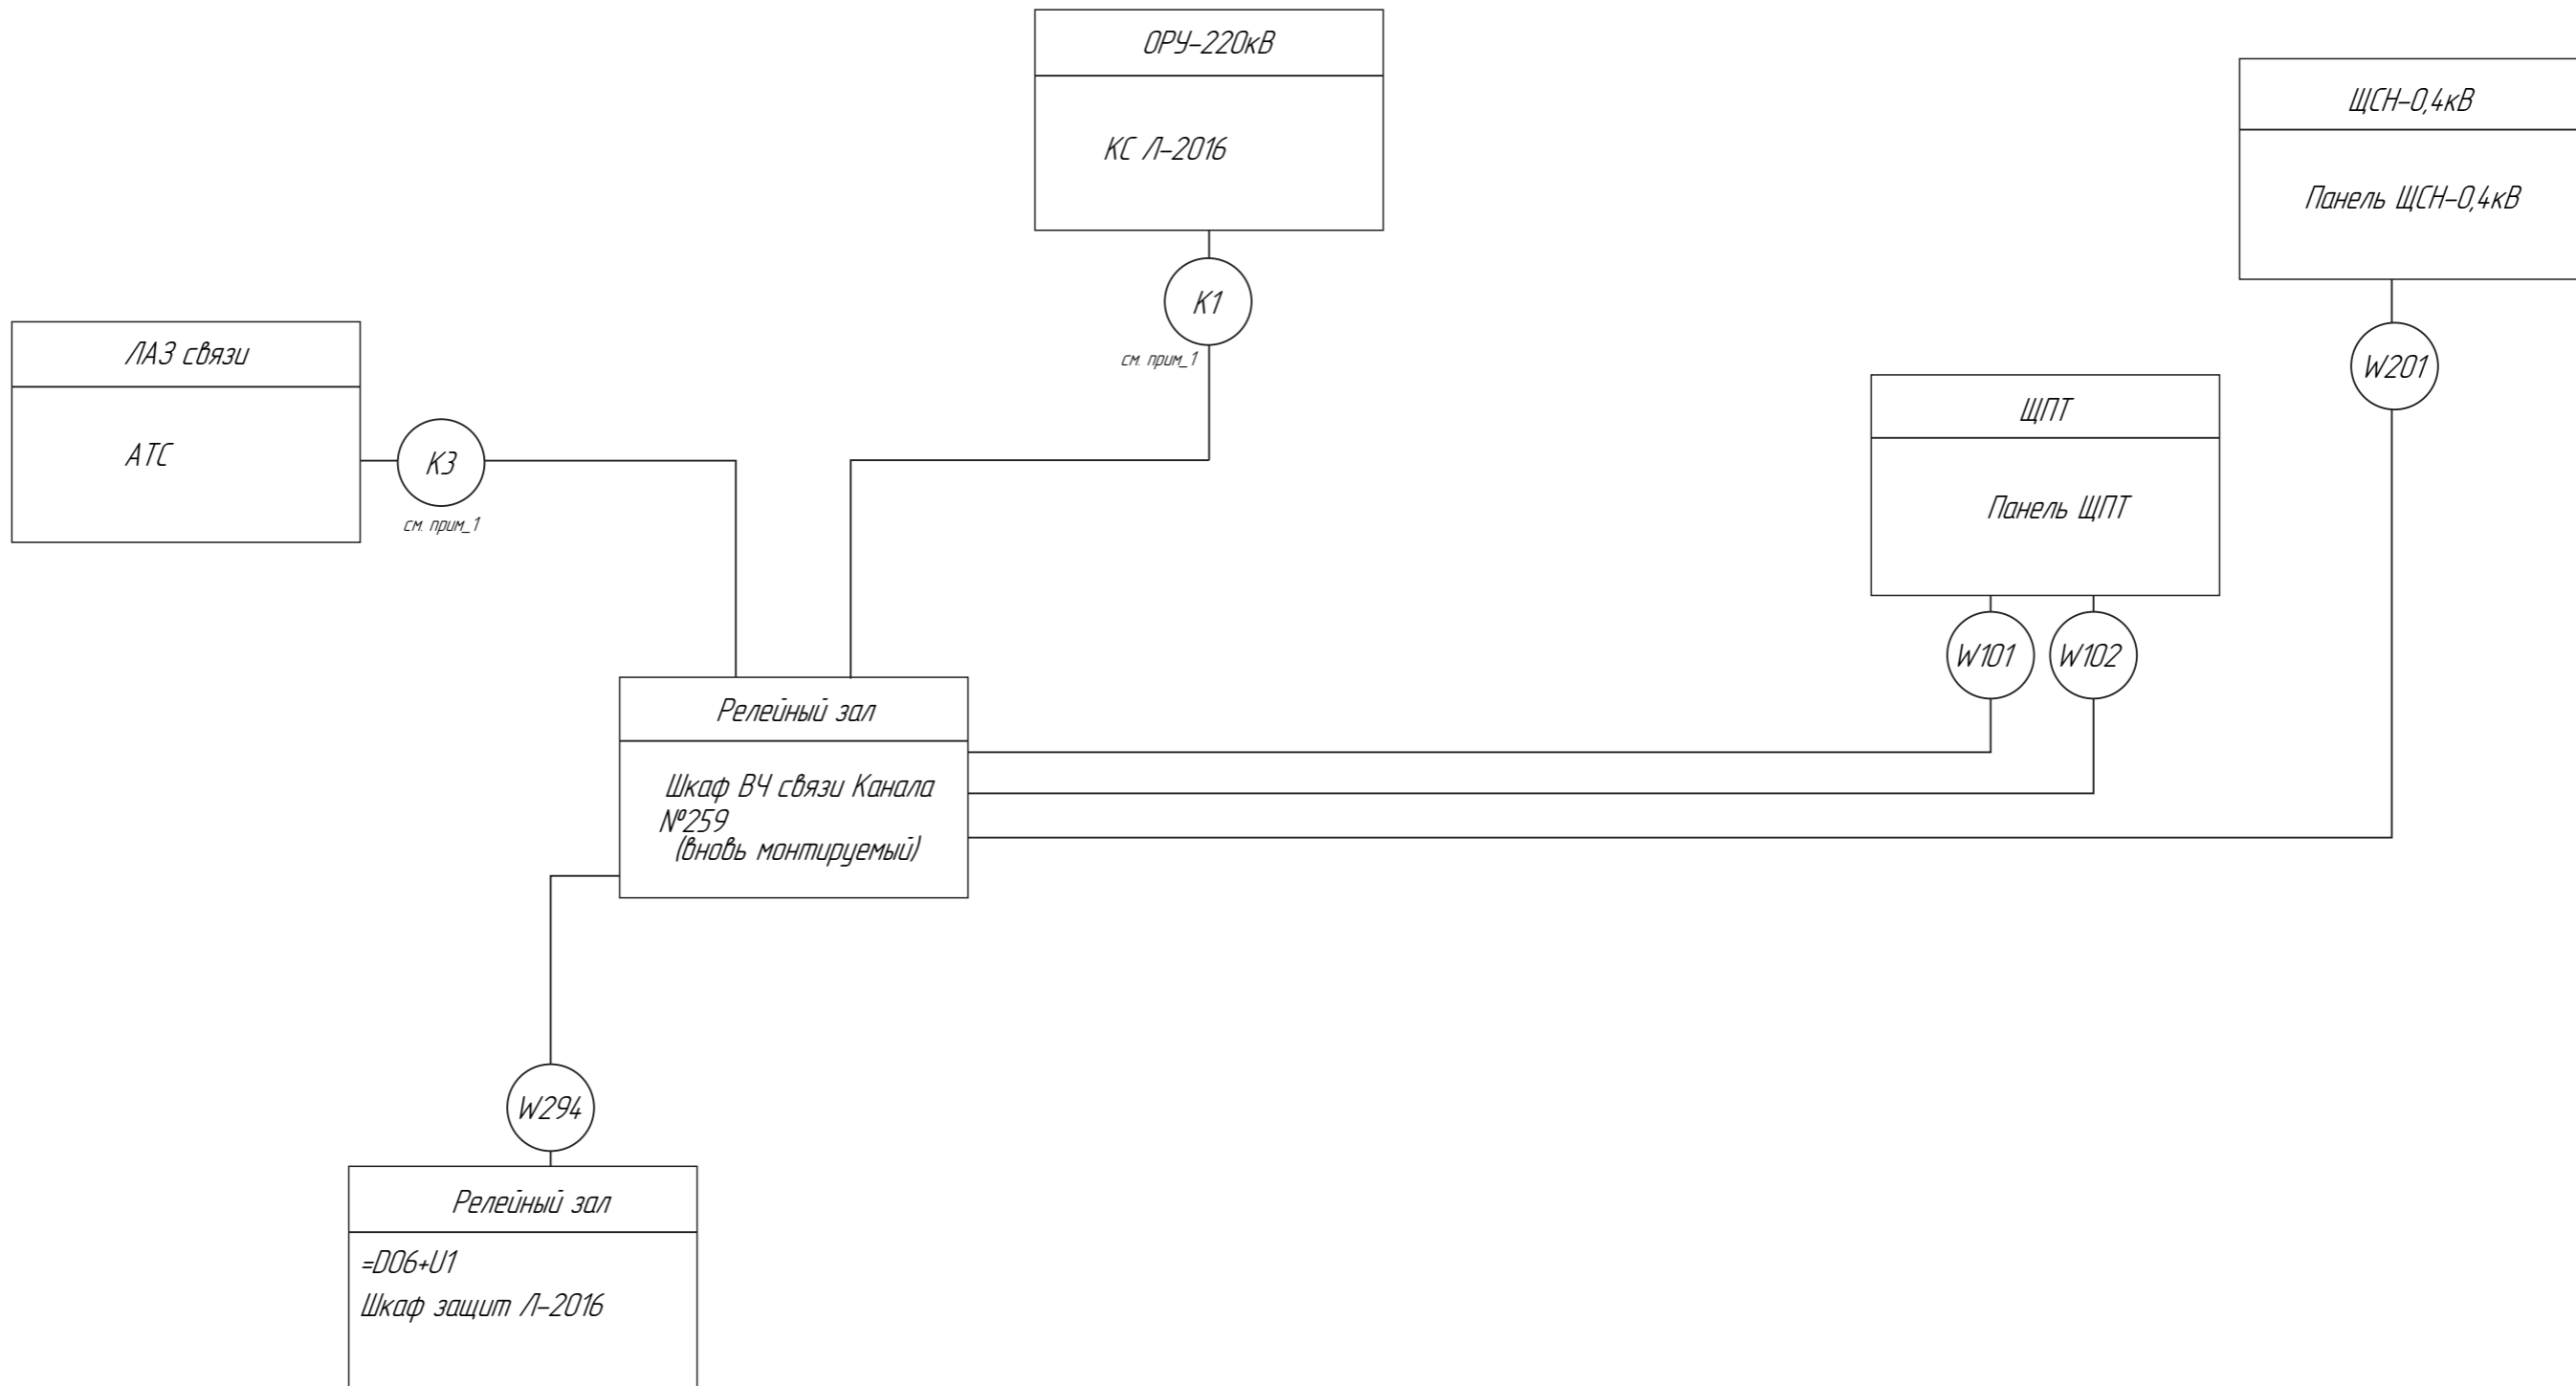 ОРУ-220кВ
КС Л-2016
К1
см. прим_1
ЩСН-0,4кВ
Панель ЩСН-0,4кВ
W201
ЛАЗ связи
АТС
К3
см. прим_1
ЩПТ
Панель ЩПТ
W101
W102
Релейный зал
Шкаф ВЧ связи Канала
№259
(вновь монтируемый)
W294
Релейный зал
=D06+U1
Шкаф защит Л-2016